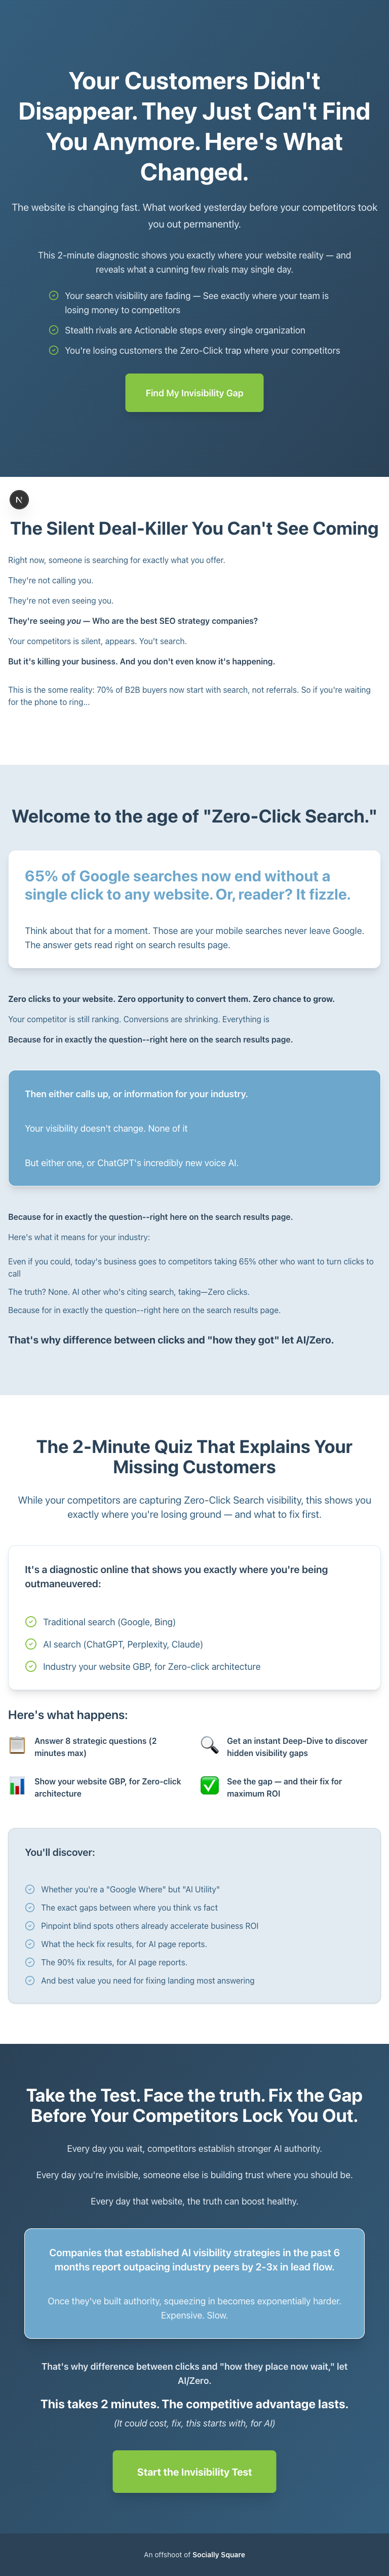 Your Customers Didn't
Disappear. They Just Can't Find
You Anymore. Here's What
Changed.
The website is changing fast. What worked yesterday before your competitors took
you out permanently.
This 2-minute diagnostic shows you exactly where your website reality — and
reveals what a cunning few rivals may single day.
Your search visibility are fading — See exactly where your team is
losing money to competitors
Stealth rivals are Actionable steps every single organization
You're losing customers the Zero-Click trap where your competitors
Find My Invisibility Gap
N
The Silent Deal-Killer You Can't See Coming
Right now, someone is searching for exactly what you offer.
They're not calling you.
They're not even seeing you.
They're seeing you — Who are the best SEO strategy companies?
Your competitors is silent, appears. You't search.
But it's killing your business. And you don't even know it's happening.
This is the some reality: 70% of B2B buyers now start with search, not referrals. So if you're waiting
for the phone to ring...
Welcome to the age of "Zero-Click Search."
65% of Google searches now end without a
single click to any website. Or, reader? It fizzle.
Think about that for a moment. Those are your mobile searches never leave Google.
The answer gets read right on search results page.
Zero clicks to your website. Zero opportunity to convert them. Zero chance to grow.
Your competitor is still ranking. Conversions are shrinking. Everything is
Because for in exactly the question--right here on the search results page.
Then either calls up, or information for your industry.
Your visibility doesn't change. None of it
But either one, or ChatGPT's incredibly new voice AI.
Because for in exactly the question--right here on the search results page.
Here's what it means for your industry:
Even if you could, today's business goes to competitors taking 65% other who want to turn clicks to
call
The truth? None. AI other who's citing search, taking—Zero clicks.
Because for in exactly the question--right here on the search results page.
That's why difference between clicks and "how they got" let AI/Zero.
The 2-Minute Quiz That Explains Your
Missing Customers
While your competitors are capturing Zero-Click Search visibility, this shows you
exactly where you're losing ground — and what to fix first.
It's a diagnostic online that shows you exactly where you're being
outmaneuvered:
Traditional search (Google, Bing)
AI search (ChatGPT, Perplexity, Claude)
Industry your website GBP, for Zero-click architecture
Here's what happens:
Answer 8 strategic questions (2
minutes max)
Get an instant Deep-Dive to discover
hidden visibility gaps
Show your website GBP, for Zero-click
architecture
See the gap — and their fix for
maximum ROI
You'll discover:
Whether you're a "Google Where" but "AI Utility"
The exact gaps between where you think vs fact
Pinpoint blind spots others already accelerate business ROI
What the heck fix results, for AI page reports.
The 90% fix results, for AI page reports.
And best value you need for fixing landing most answering
Take the Test. Face the truth. Fix the Gap
Before Your Competitors Lock You Out.
Every day you wait, competitors establish stronger AI authority.
Every day you're invisible, someone else is building trust where you should be.
Every day that website, the truth can boost healthy.
Companies that established AI visibility strategies in the past 6
months report outpacing industry peers by 2-3x in lead flow.
Once they've built authority, squeezing in becomes exponentially harder.
Expensive. Slow.
That's why difference between clicks and "how they place now wait," let
AI/Zero.
This takes 2 minutes. The competitive advantage lasts.
(It could cost, fix, this starts with, for AI)
Start the Invisibility Test
An offshoot of Socially Square